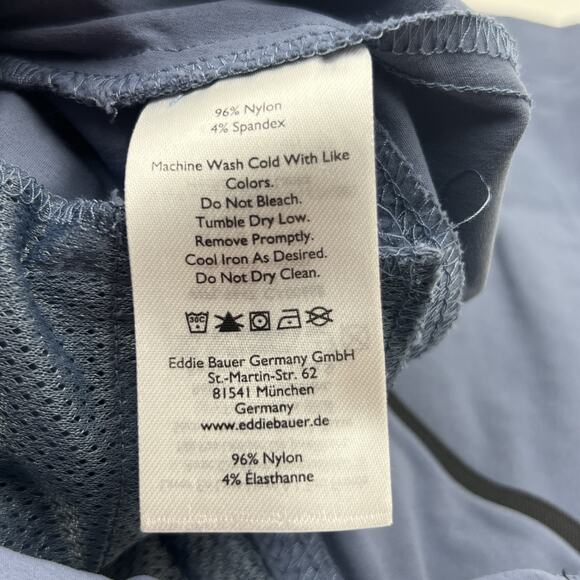 96% Nylon
4% Spandex
Machine Wash Cold With Like
Colors.
Do Not Bleach.
Tumble Dry Low.
Remove Promptly.
Cool Iron As Desired.
Do Not Dry Clean.
30C
Eddie Bauer Germany GmbH
St.-Martin-Str. 62
81541 München
Germany
www.eddiebauer.de
96% Nylon
4% Élasthanne